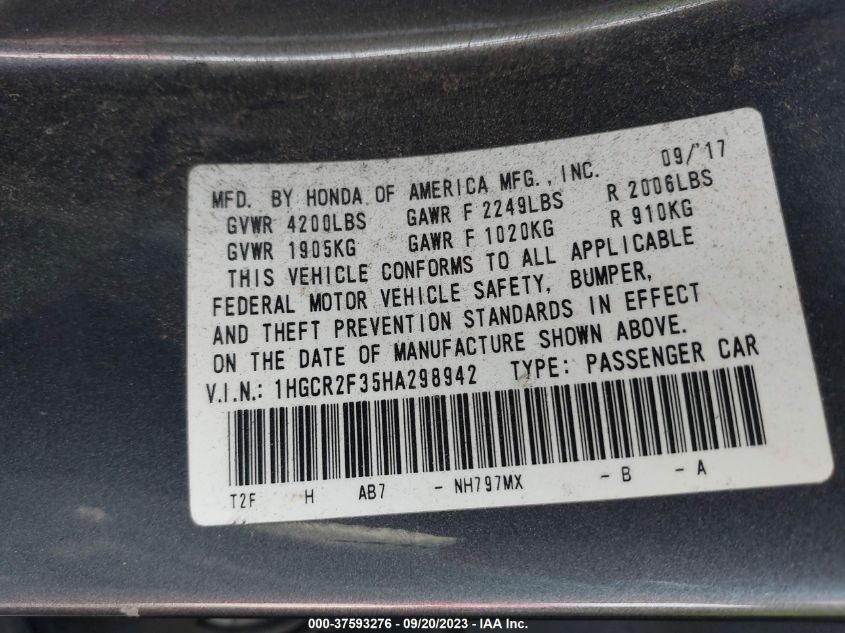 MFD. BY HONDA OF AMERICA MFG., INC. 09/'17
GVWR 4200LBS GAWR F 2249LBS R 2006LBS
GVWR 1905KG GAWR F 1020KG R 910KG
THIS VEHICLE CONFORMS TO ALL APPLICABLE
FEDERAL MOTOR VEHICLE SAFETY, BUMPER,
AND THEFT PREVENTION STANDARDS IN EFFECT
ON THE DATE OF MANUFACTURE SHOWN ABOVE.
V.I.N.: 1HGCR2F35HA298942 TYPE: PASSENGER CAR
T2F H AB7 - NH797MX - B - A
000-37593276 - 09/20/2023 - IAA Inc.